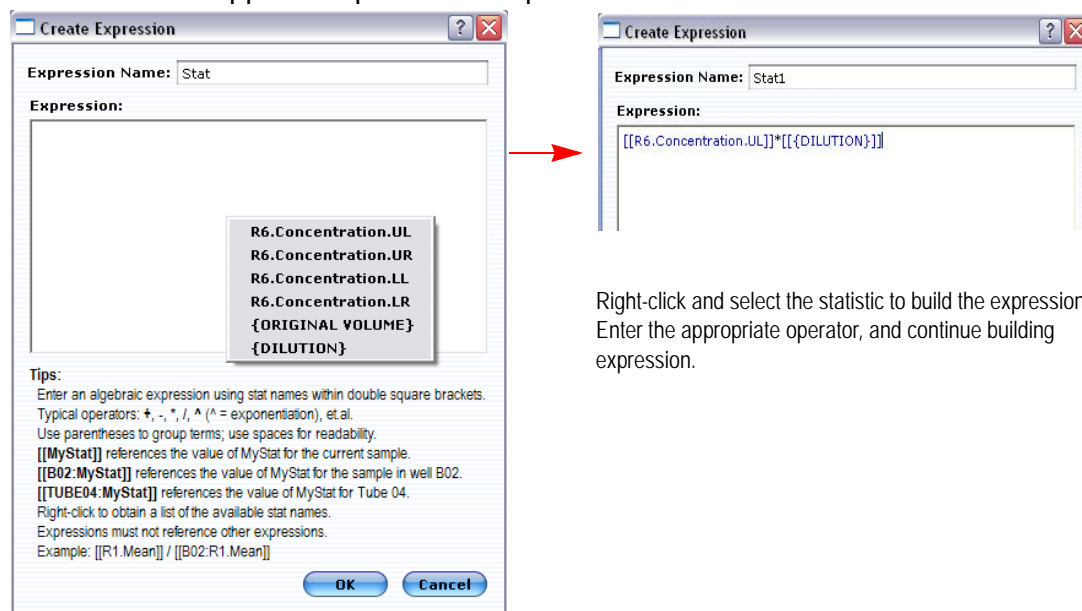 Create Expression
Expression Name: Stat
Expression:
R6.Concentration.UL
R6.Concentration.UR
R6.Concentration.LL
R6.Concentration.LR
{ORIGINAL VOLUME}
{DILUTION}
Tips:
Enter an algebraic expression using stat names within double square brackets.
Typical operators: +, -, *, /, ^ (^ = exponentiation), et.al.
Use parentheses to group terms; use spaces for readability.
[[MyStat]] references the value of MyStat for the current sample.
[[B02:MyStat]] references the value of MyStat for the sample in well B02.
[[TUBE04:MyStat]] references the value of MyStat for Tube 04.
Right-click to obtain a list of the available stat names.
Expressions must not reference other expressions.
Example: [[R1.Mean]] / [[B02:R1.Mean]]
OK Cancel
Create Expression
Expression Name: Stat1
Expression:
[[R6.Concentration.UL]]*[[{DILUTION}]]
Right-click and select the statistic to build the expression
Enter the appropriate operator, and continue building
expression.